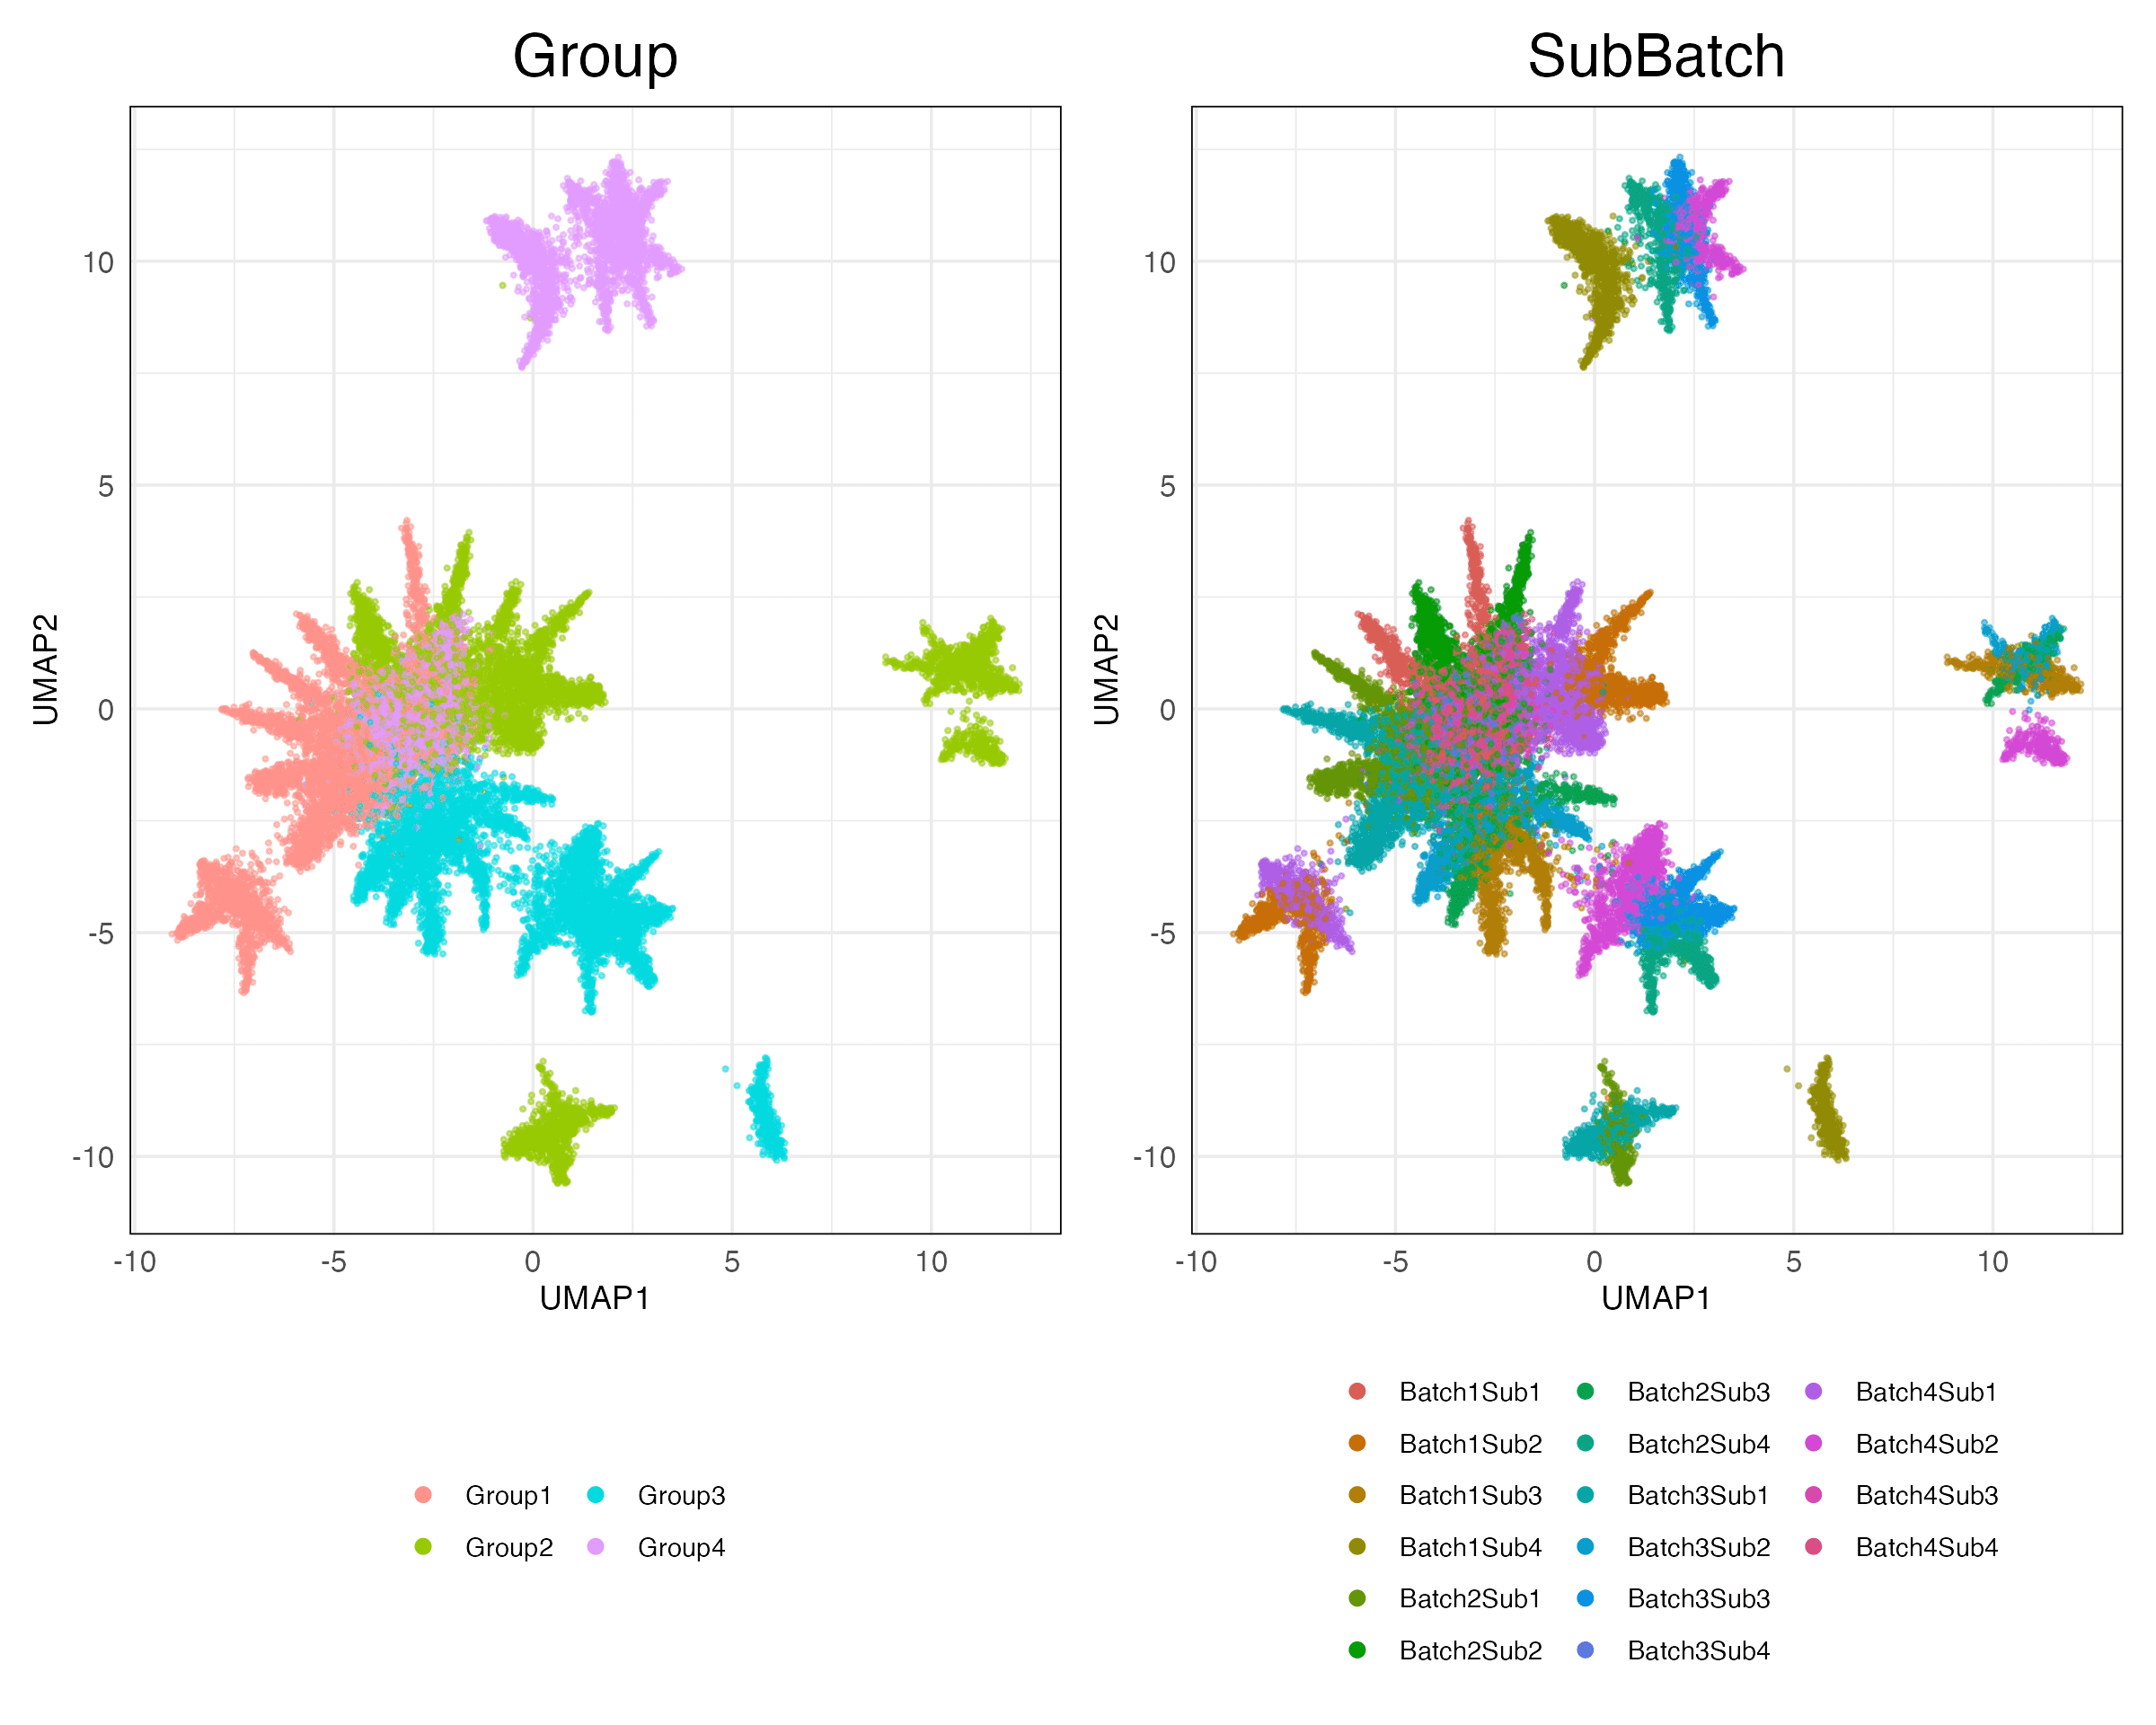 Group
SubBatch
UMAP2
10
5
0
-5
-10
-10
-5
0
5
10
UMAP1
UMAP2
10
5
0
-5
-10
-10
-5
0
5
10
UMAP1
Group1
Group3
Group2
Group4
Batch1Sub1
Batch2Sub3
Batch4Sub1
Batch1Sub2
Batch2Sub4
Batch4Sub2
Batch1Sub3
Batch3Sub1
Batch4Sub3
Batch1Sub4
Batch3Sub2
Batch4Sub4
Batch2Sub1
Batch3Sub3
Batch2Sub2
Batch3Sub4